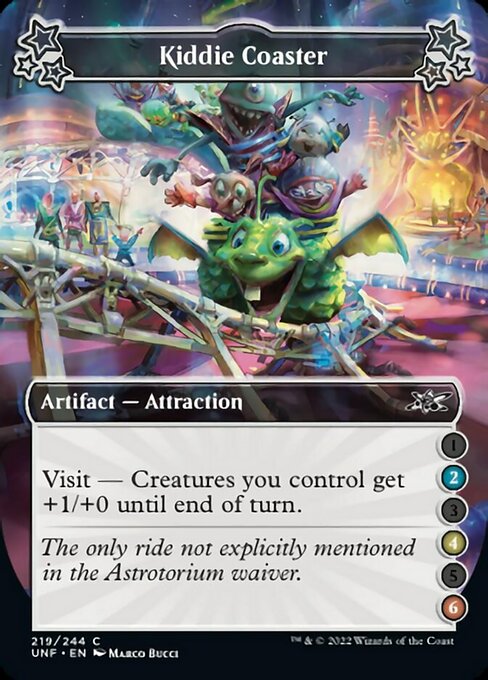 Kiddie Coaster
Artifact — Attraction
1
2
3
4
5
6
Visit — Creatures you control get
+1/+0 until end of turn.
The only ride not explicitly mentioned
in the Astrotorium waiver.
219/244 C
UNF • EN Marco Bucci
™ & © 2022 Wizards of the Coast